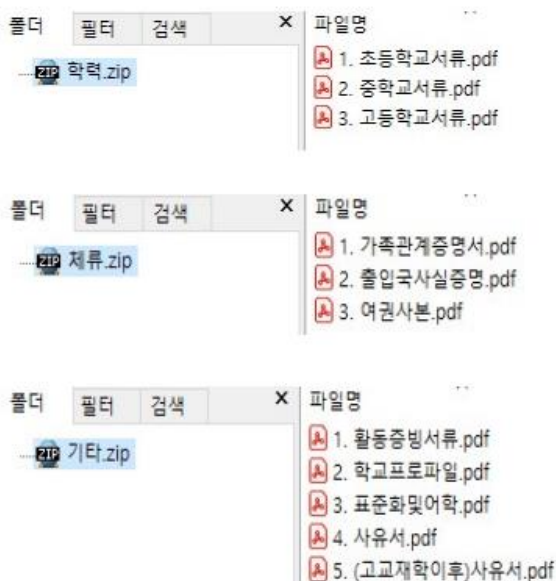 폴더 필터 검색 X 파일명
ZIP 학력.zip
1. 초등학교서류.pdf
2. 중학교서류.pdf
3. 고등학교서류.pdf
폴더 필터 검색 X 파일명
ZIP 체류.zip
1. 가족관계증명서.pdf
2. 출입국사실증명.pdf
3. 여권사본.pdf
폴더 필터 검색 X 파일명
ZIP 기타.zip
1. 활동증빙서류.pdf
2. 학교프로파일.pdf
3. 표준화및어학.pdf
4. 사유서.pdf
5. (고교재학이후)사유서.pdf